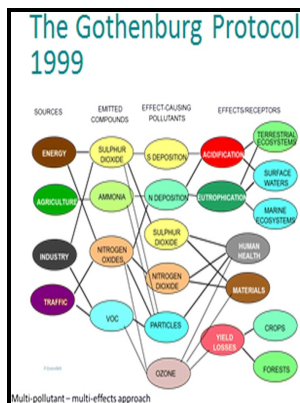 The Gothenburg Protocol
1999
SOURCES
EMITTED
COMPOUNDS
EFFECT-CAUSING
POLLUTANTS
EFFECTS/RECEPTORS
ENERGY
SULPHUR
DIOXIDE
S DEPOSITION
ACIDIFICATION
TERRESTRIAL
ECOSYSTEMS
SURFACE
WATERS
AGRICULTURE
AMMONIA
N DEPOSITION
EUTROPHICATION
MARINE
ECOSYSTEMS
SULPHUR
DIOXIDE
INDUSTRY
NITROGEN
OXIDES,
HUMAN
HEALTH
NITROGEN
DIOXIDE
MATERIALS
TRAFFIC
VOC
PARTICLES
YIELD
LOSSES
CROPS
OZONE
FORESTS
Multi-pollutant – multi-effects approach